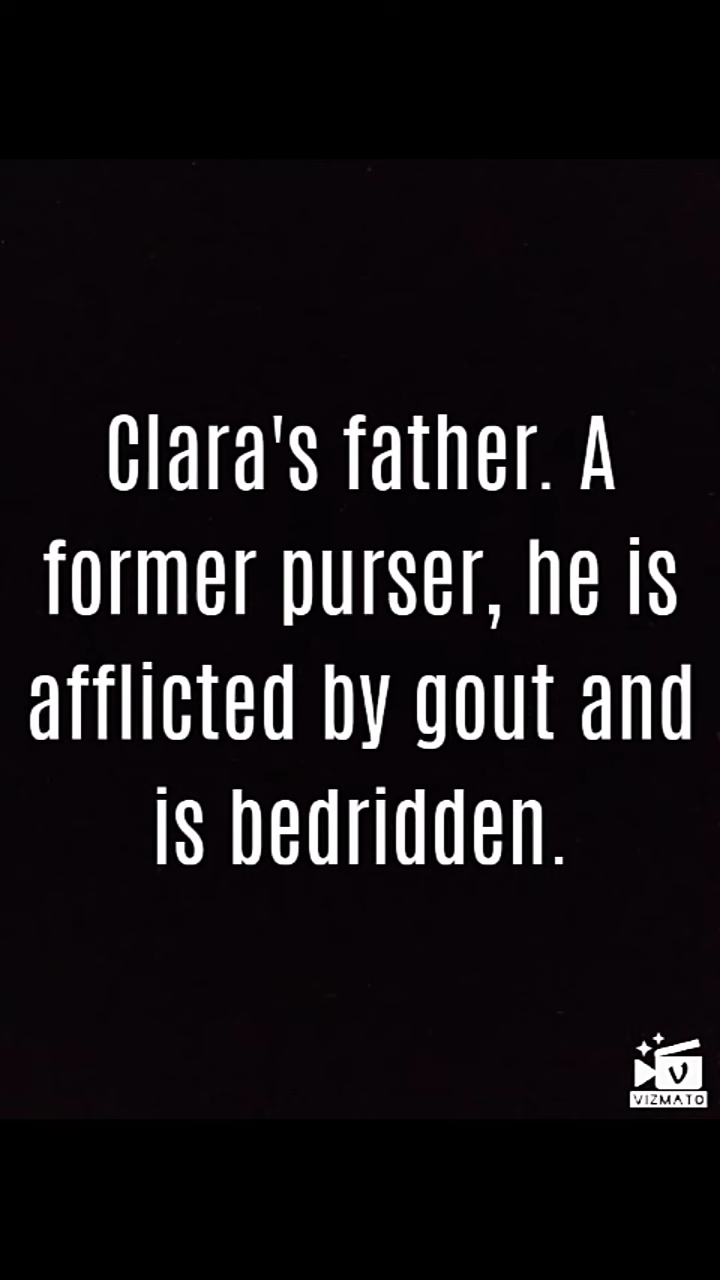 Clara's father. A
former purser, he is
afflicted by gout and
is bedridden.
V
VIZMATO